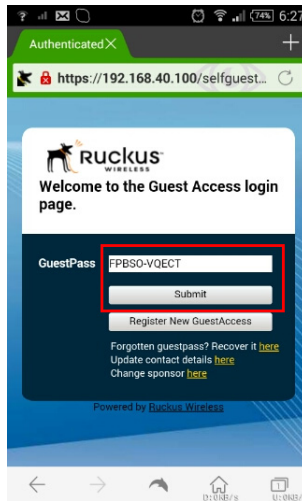 74% 6:27
Authenticated
https://192.168.40.100/selfguest...
Ruckus
WIRELESS
Welcome to the Guest Access login
page.
GuestPass FPBSO-VQECT
Submit
Register New GuestAccess
Forgotten guestpass? Recover it here
Update contact details here
Change sponsor here
Powered by Ruckus Wireless
D:0KB/s U:0KB/